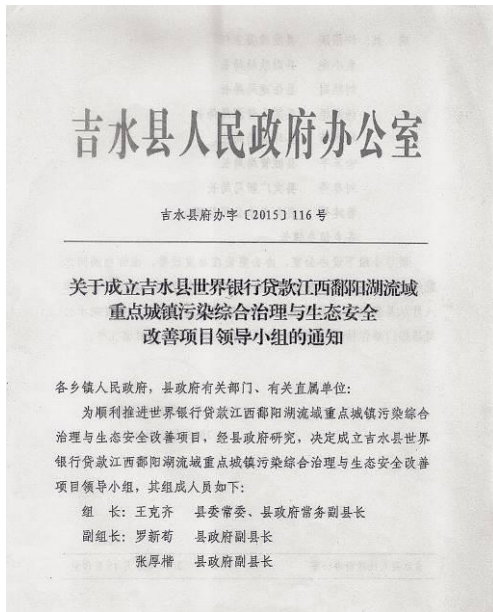 吉水县人民政府办公室
吉水县府办字〔2015〕116号
关于成立吉水县世界银行贷款江西鄱阳湖流域
重点城镇污染综合治理与生态安全
改善项目领导小组的通知
各乡镇人民政府，县政府有关部门、有关直属单位：
为顺利推进世界银行贷款江西鄱阳湖流域重点城镇污染综合
治理与生态安全改善项目，经县政府研究，决定成立吉水县世界
银行贷款江西鄱阳湖流域重点城镇污染综合治理与生态安全改善
项目领导小组，其组成人员如下：
组　长：王克齐　县委常委、县政府常务副县长
副组长：罗新荀　县政府副县长
张厚楷　县政府副县长